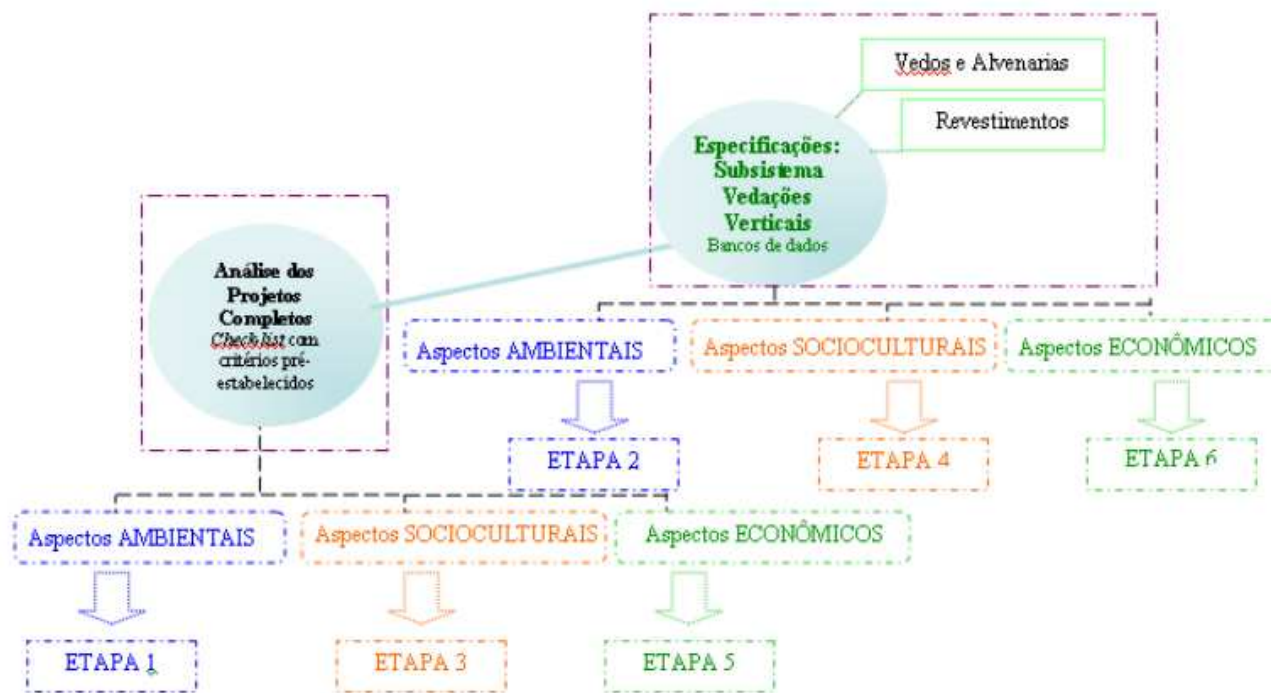 Vedos e Alvenarias
Revestimentos
Especificações:
Subsistema
Vedações
Verticais
Bancos de dados
Análise dos
Projetos
Completos
Checklist com
critérios pré-
estabelecidos
Aspectos AMBIENTAIS
Aspectos SOCIOCULTURAIS
Aspectos ECONÔMICOS
ETAPA 2
ETAPA 4
ETAPA 6
Aspectos AMBIENTAIS
Aspectos SOCIOCULTURAIS
Aspectos ECONÔMICOS
ETAPA 1
ETAPA 3
ETAPA 5